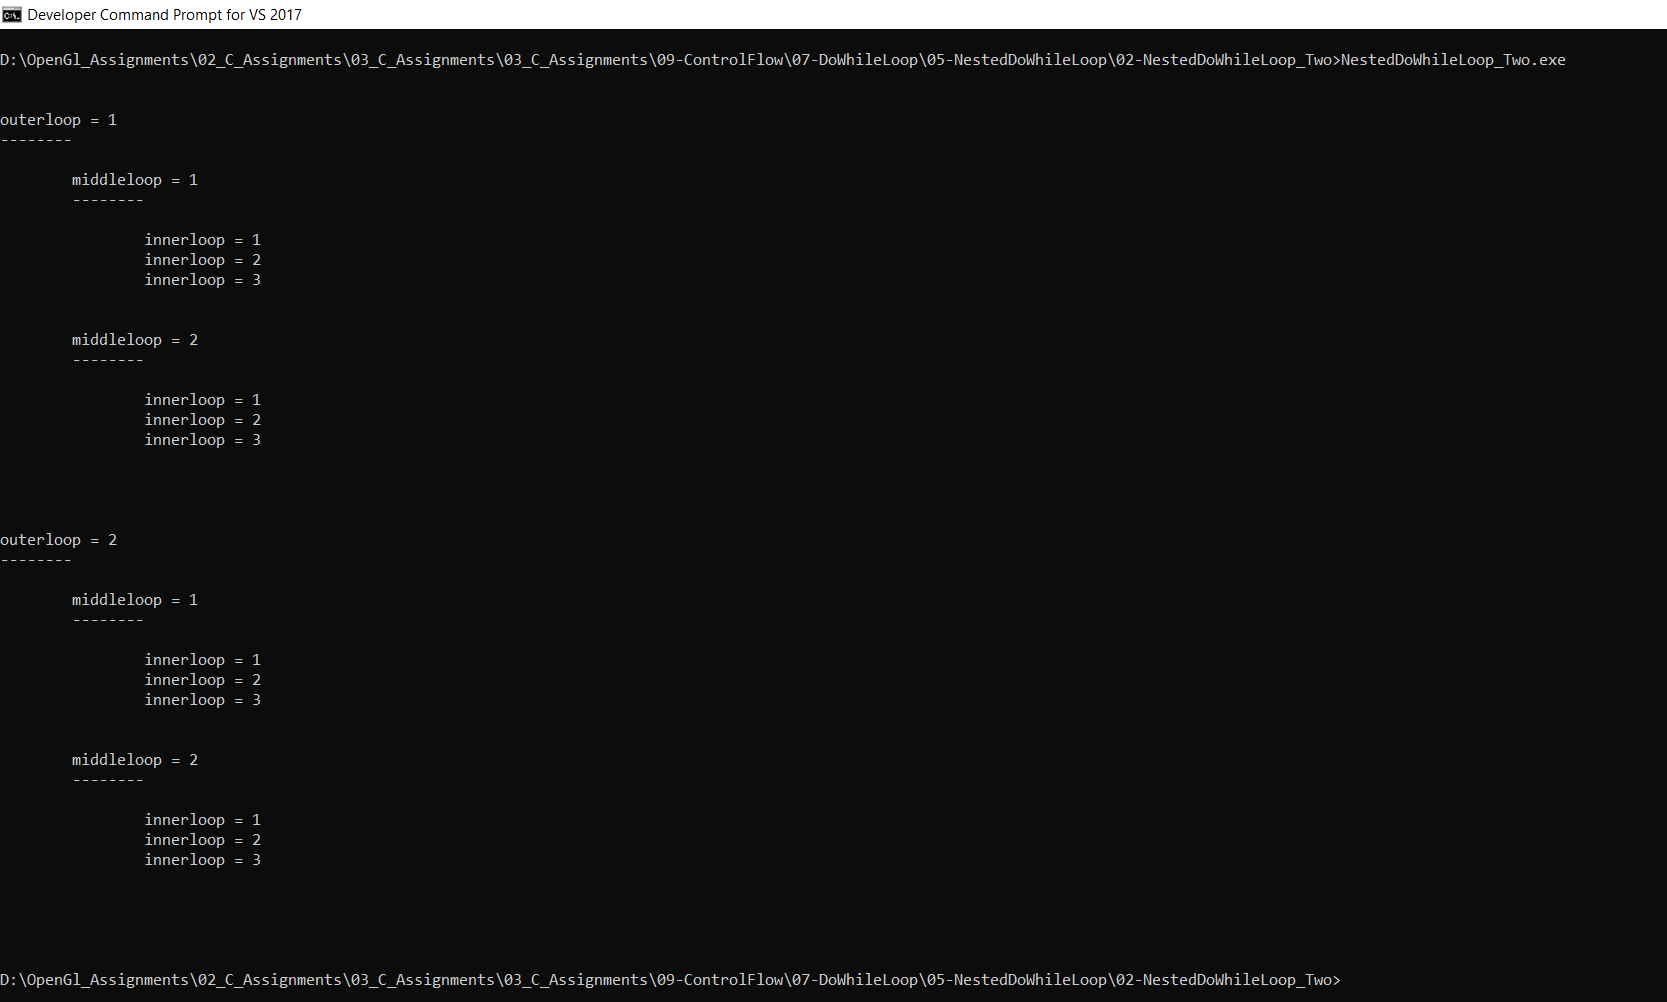 Developer Command Prompt for VS 2017
D:\OpenGl_Assignments\02_C_Assignments\03_C_Assignments\03_C_Assignments\09-ControlFlow\07-DoWhileLoop\05-NestedDoWhileLoop\02-NestedDoWhileLoop_Two>NestedDoWhileLoop_Two.exe
outerloop = 1
--------
middleloop = 1
--------
innerloop = 1
innerloop = 2
innerloop = 3
middleloop = 2
--------
innerloop = 1
innerloop = 2
innerloop = 3
outerloop = 2
--------
middleloop = 1
--------
innerloop = 1
innerloop = 2
innerloop = 3
middleloop = 2
--------
innerloop = 1
innerloop = 2
innerloop = 3
D:\OpenGl_Assignments\02_C_Assignments\03_C_Assignments\03_C_Assignments\09-ControlFlow\07-DoWhileLoop\05-NestedDoWhileLoop\02-NestedDoWhileLoop_Two>